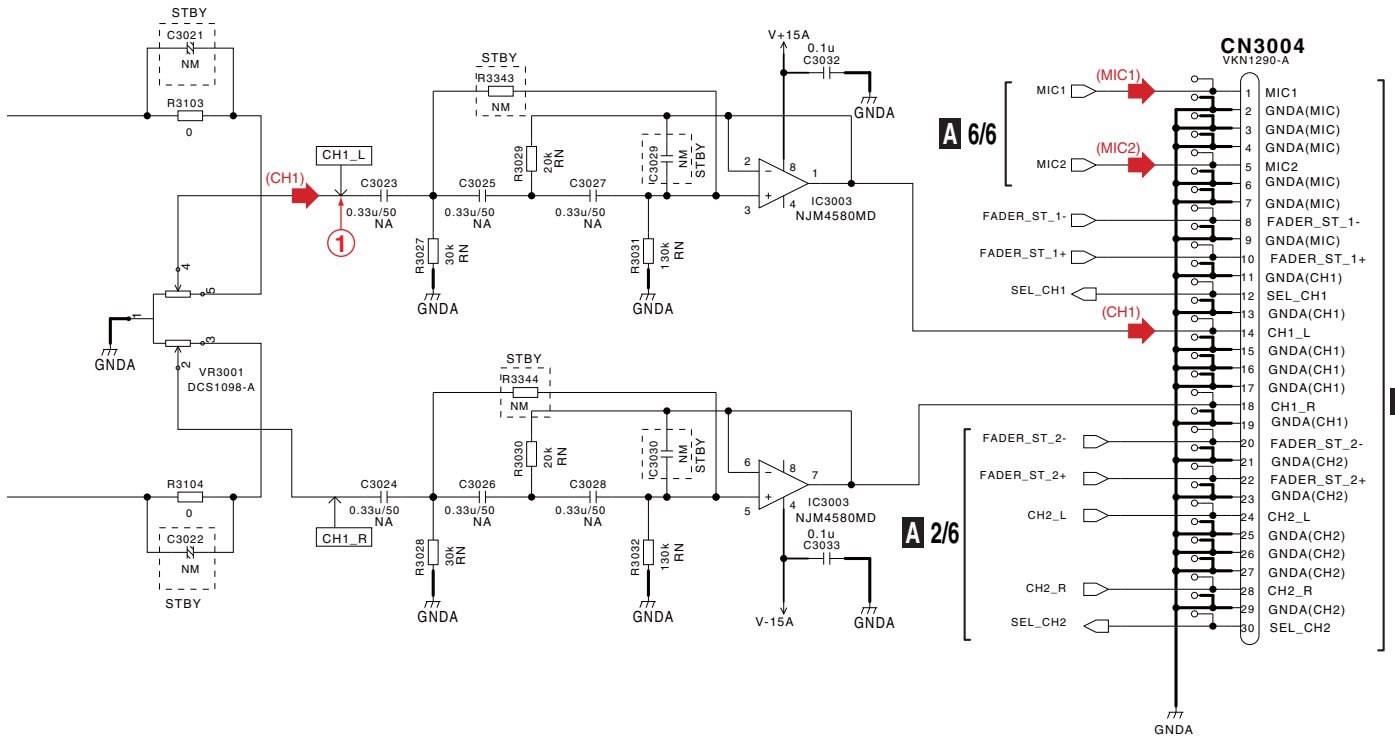 STBY
C3021
NM
R3103
0
(CH1)
CH1_L
1
C3023
0.33u/50
NA
R3027
30k
RN
GNDA
STBY
R3343
NM
R3029
20k
RN
C3025
0.33u/50
NA
C3027
0.33u/50
NA
C3029
NM
STBY
R3031
130k
RN
GNDA
V+15A
0.1u
C3032
GNDA
2
3
8
4
1
IC3003
NJM4580MD
4
5
1
3
2
GNDA
VR3001
DCS1098-A
R3104
0
C3022
NM
STBY
CH1_R
C3024
0.33u/50
NA
R3028
30k
RN
GNDA
STBY
R3344
NM
R3030
20k
RN
C3026
0.33u/50
NA
C3028
0.33u/50
NA
C3030
NM
STBY
R3032
130k
RN
GNDA
6
5
8
4
7
IC3003
NJM4580MD
0.1u
C3033
V-15A
GNDA
A 6/6
A 2/6
CN3004
VKN1290-A
MIC1
(MIC1)
1 MIC1
2 GNDA(MIC)
3 GNDA(MIC)
4 GNDA(MIC)
MIC2
(MIC2)
5 MIC2
6 GNDA(MIC)
7 GNDA(MIC)
FADER_ST_1-
8 FADER_ST_1-
9 GNDA(MIC)
FADER_ST_1+
10 FADER_ST_1+
11 GNDA(CH1)
SEL_CH1
12 SEL_CH1
13 GNDA(CH1)
(CH1)
14 CH1_L
15 GNDA(CH1)
16 GNDA(CH1)
17 GNDA(CH1)
18 CH1_R
19 GNDA(CH1)
FADER_ST_2-
20 FADER_ST_2-
21 GNDA(CH2)
FADER_ST_2+
22 FADER_ST_2+
23 GNDA(CH2)
CH2_L
24 CH2_L
25 GNDA(CH2)
26 GNDA(CH2)
27 GNDA(CH2)
CH2_R
28 CH2_R
29 GNDA(CH2)
SEL_CH2
30 SEL_CH2
GNDA